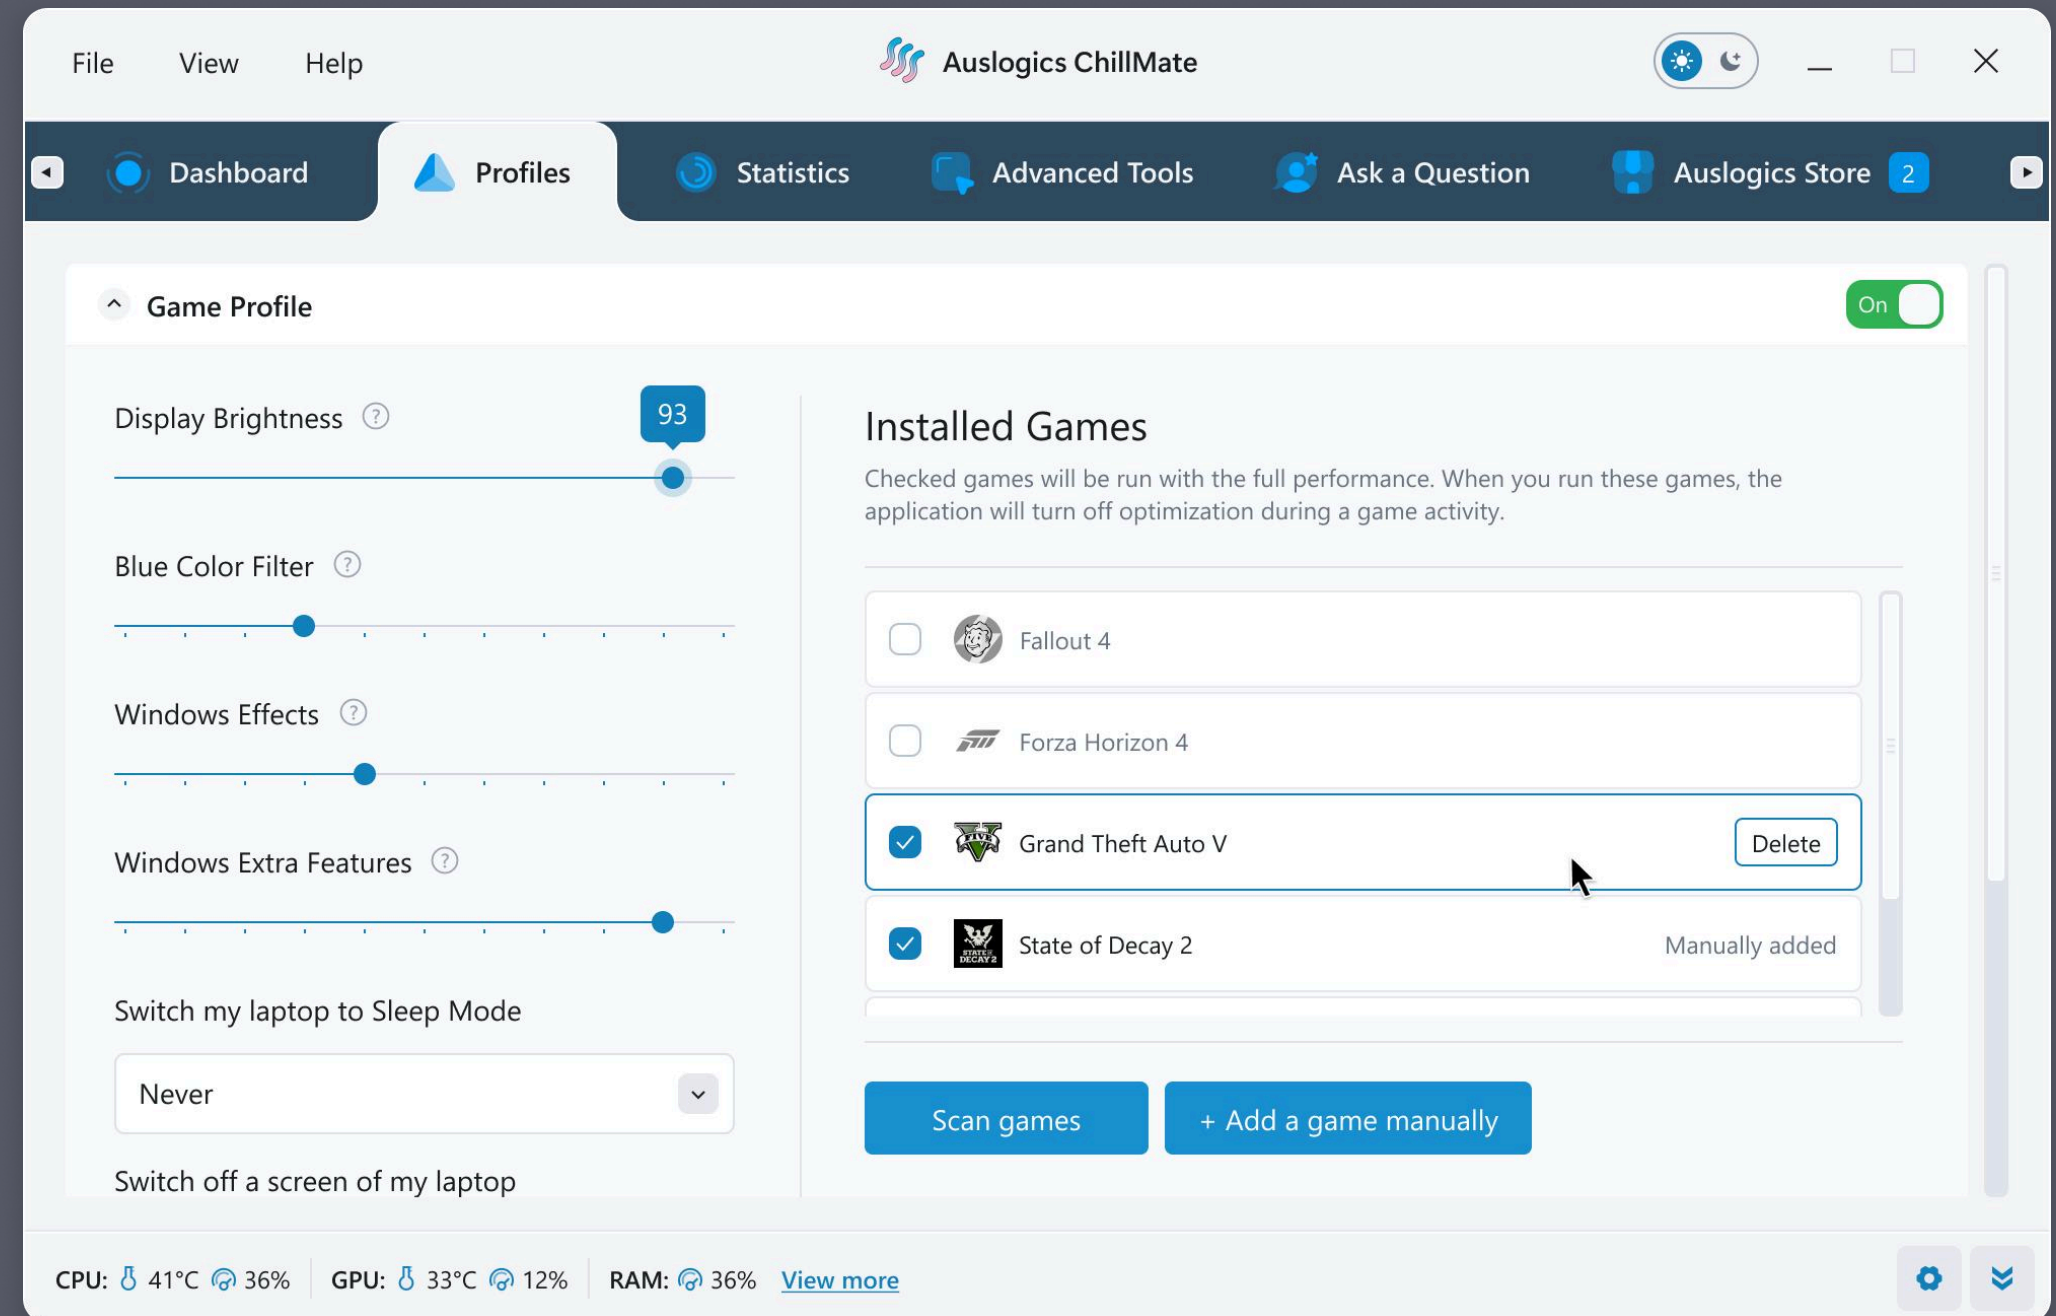 File View Help
Auslogics ChillMate
Dashboard
Profiles
Statistics
Advanced Tools
Ask a Question
Auslogics Store 2
Game Profile
On
Display Brightness ?
93
Blue Color Filter ?
Windows Effects ?
Windows Extra Features ?
Switch my laptop to Sleep Mode
Never
Switch off a screen of my laptop
Installed Games
Checked games will be run with the full performance. When you run these games, the
application will turn off optimization during a game activity.
Fallout 4
Forza Horizon 4
FIVE
V
Grand Theft Auto V
Delete
STATE OF
DECAY 2
State of Decay 2
Manually added
Scan games
+ Add a game manually
CPU: 41°C 36% GPU: 33°C 12% RAM: 36% View more